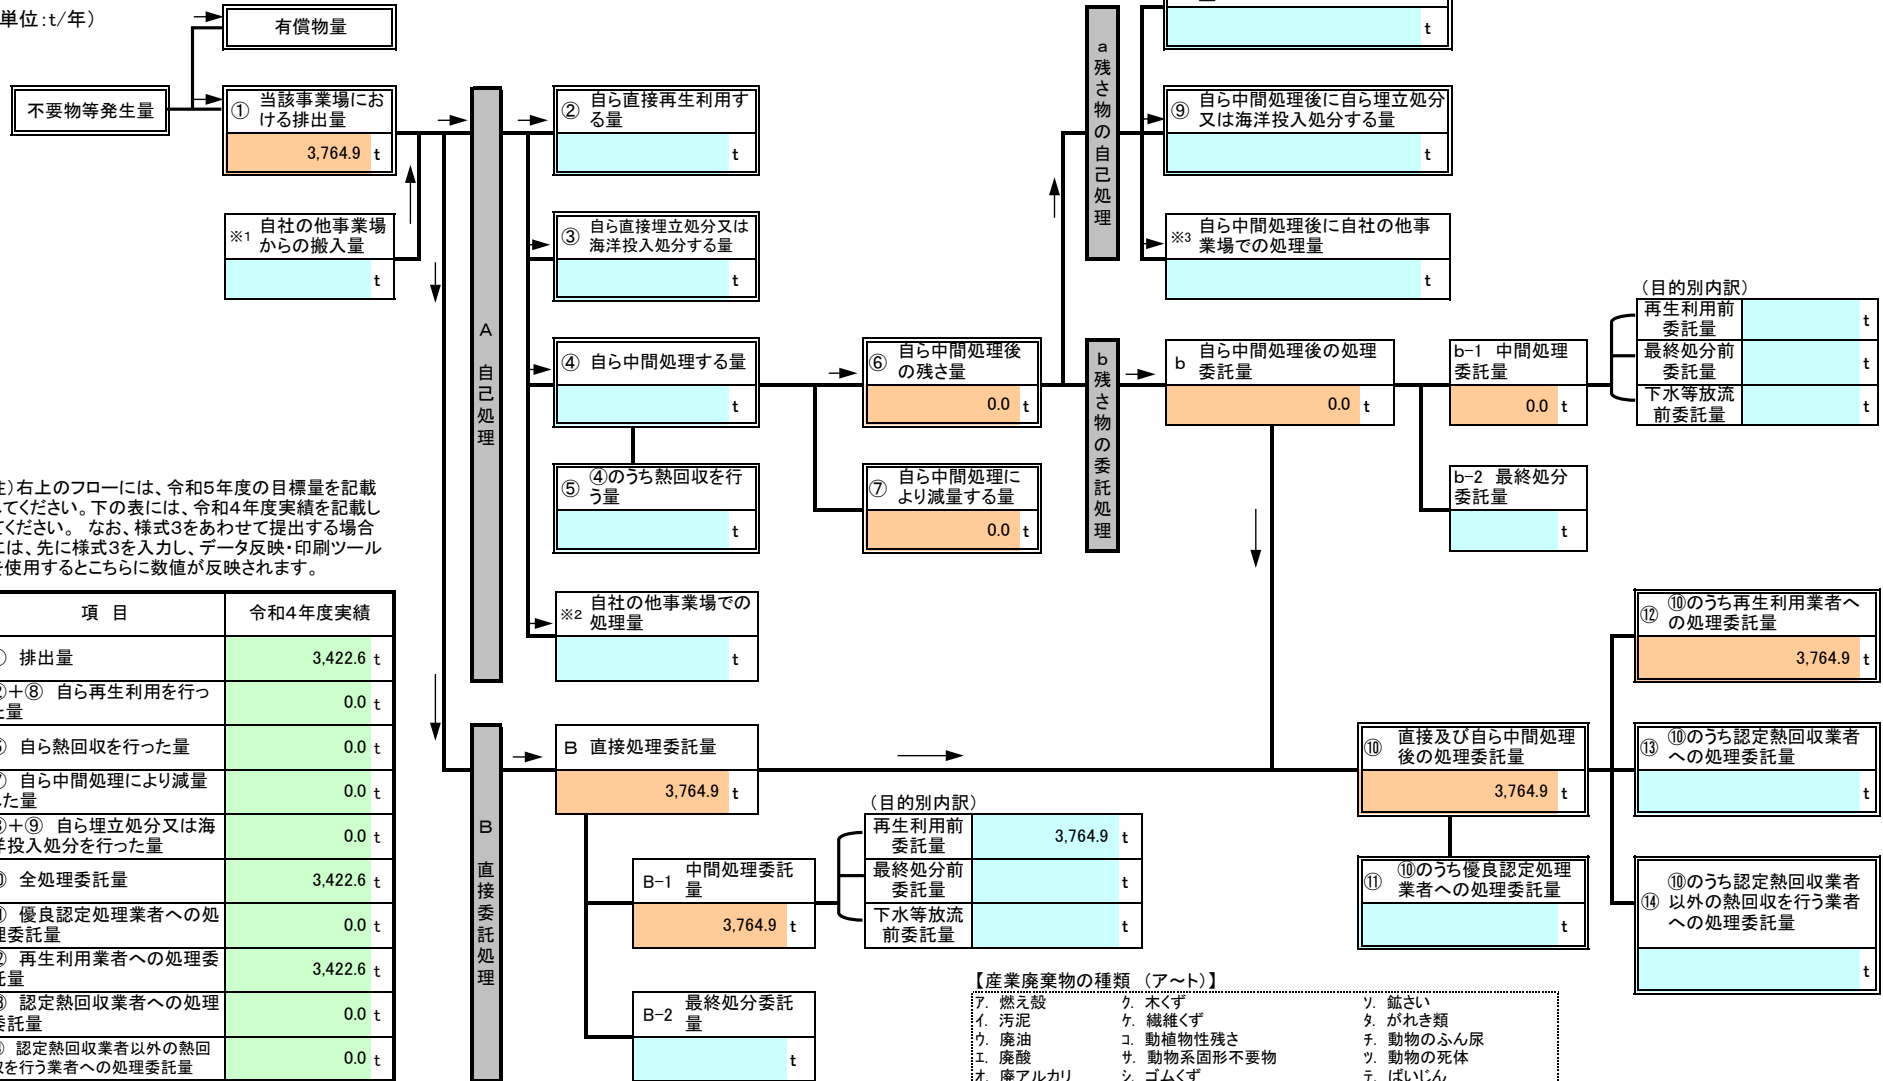 単位:t/年）
有償物量
不要物等発生量
① 当該事業場にお
ける排出量
3,764.9 t
※1 自社の他事業場
からの搬入量
t
A 自己処理
② 自ら直接再生利用す
る量
t
③ 自ら直接埋立処分又は
海洋投入処分する量
t
④ 自ら中間処理する量
t
⑤ ④のうち熱回収を行
う量
t
※2 自社の他事業場での
処理量
t
⑥ 自ら中間処理後
の残さ量
0.0 t
⑦ 自ら中間処理に
より減量する量
0.0 t
a 残さ物の自己処理
t
⑨ 自ら中間処理後に自ら埋立処分
又は海洋投入処分する量
t
※3 自ら中間処理後に自社の他事
業場での処理量
t
b 残さ物の委託処理
b 自ら中間処理後の処理
委託量
0.0 t
b-1 中間処理
委託量
0.0 t
b-2 最終処分
委託量
t
（目的別内訳）
再生利用前
委託量
t
最終処分前
委託量
t
下水等放流
前委託量
t
注）右上のフローには、令和5年度の目標量を記載
してください。下の表には、令和4年度実績を記載し
てください。 なお、様式3をあわせて提出する場合
には、先に様式3を入力し、データ反映・印刷ツール
を使用するとこちらに数値が反映されます。
項 目 令和4年度実績
排出量 3,422.6 t
②＋⑧ 自ら再生利用を行っ
た量 0.0 t
自ら熱回収を行った量 0.0 t
自ら中間処理により減量
した量 0.0 t
③＋⑨ 自ら埋立処分又は海
洋投入処分を行った量 0.0 t
全処理委託量 3,422.6 t
優良認定処理業者への処
理委託量 0.0 t
再生利用業者への処理委
託量 3,422.6 t
認定熱回収業者への処理
委託量 0.0 t
認定熱回収業者以外の熱回
収を行う業者への処理委託量 0.0 t
B 直接委託処理
B 直接処理委託量
3,764.9 t
B-1 中間処理委託
量
3,764.9 t
B-2 最終処分委託
量
t
（目的別内訳）
再生利用前
委託量
3,764.9 t
最終処分前
委託量
t
下水等放流
前委託量
t
⑩ 直接及び自ら中間処理
後の処理委託量
3,764.9 t
⑪ ⑩のうち優良認定処理
業者への処理委託量
t
⑫ ⑩のうち再生利用業者へ
の処理委託量
3,764.9 t
⑬ ⑩のうち認定熱回収業者
への処理委託量
t
⑭ ⑩のうち認定熱回収業者
以外の熱回収を行う業者
への処理委託量
t
【産業廃棄物の種類 （ア～ト）】
ア. 燃え殻 ク. 木くず ソ. 鉱さい
イ. 汚泥 ケ. 繊維くず タ. がれき類
ウ. 廃油 コ. 動植物性残さ チ. 動物のふん尿
エ. 廃酸 サ. 動物系固形不要物 ツ. 動物の死体
オ. 廃アルカリ シ. ゴムくず テ. ばいじん